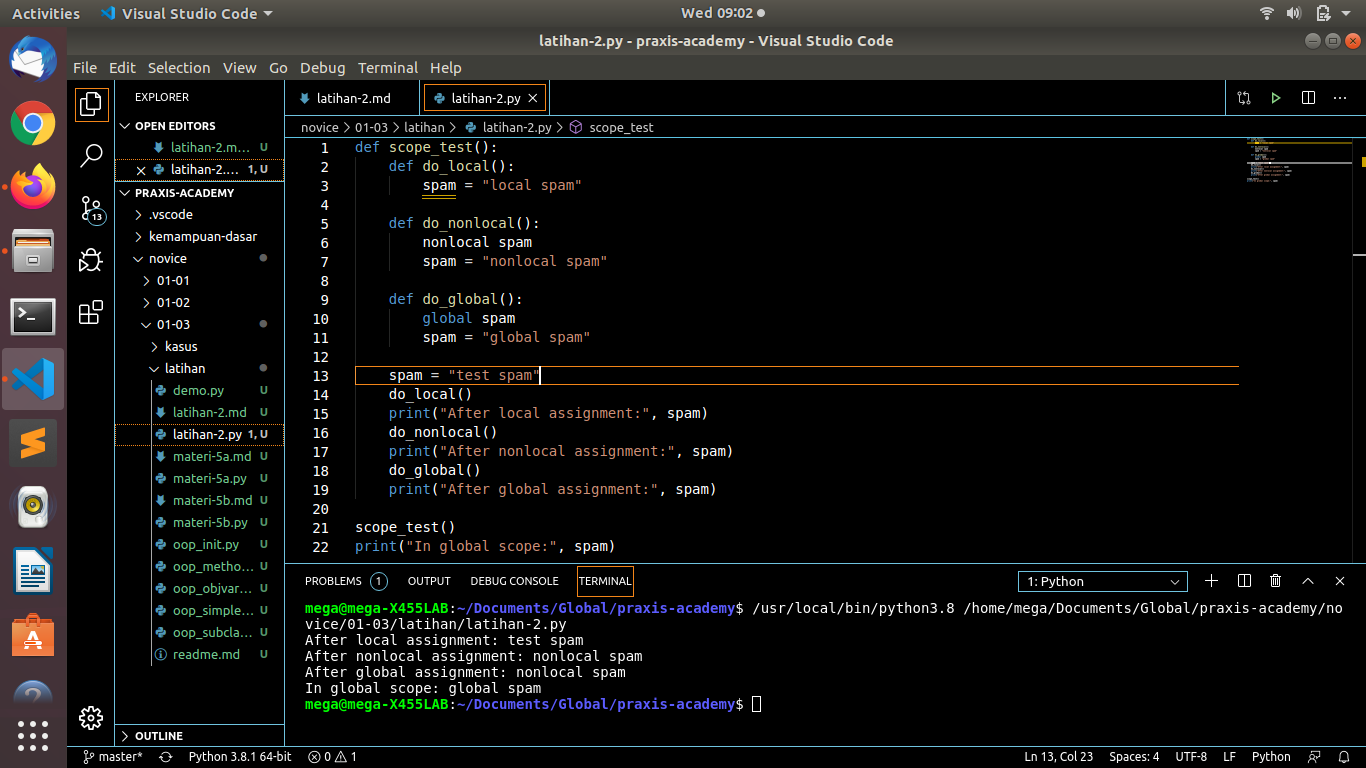 Activities
Visual Studio Code
Wed 09:02
latihan-2.py - praxis-academy - Visual Studio Code
File Edit Selection View Go Debug Terminal Help
EXPLORER
OPEN EDITORS
latihan-2.m... U
latihan-2.... 1, U
PRAXIS-ACADEMY
.vscode
kemampuan-dasar
novice
01-01
01-02
01-03
kasus
latihan
demo.py U
latihan-2.md U
latihan-2.py 1, U
materi-5a.md U
materi-5a.py U
materi-5b.md U
materi-5b.py U
oop_init.py U
oop_metho... U
oop_objvar... U
oop_simple... U
oop_subcla... U
readme.md U
OUTLINE
13
latihan-2.md
latihan-2.py
novice > 01-03 > latihan > latihan-2.py > scope_test
1 def scope_test():
2     def do_local():
3         spam = "local spam"
4
5     def do_nonlocal():
6         nonlocal spam
7         spam = "nonlocal spam"
8
9     def do_global():
10         global spam
11         spam = "global spam"
12
13     spam = "test spam"
14     do_local()
15     print("After local assignment:", spam)
16     do_nonlocal()
17     print("After nonlocal assignment:", spam)
18     do_global()
19     print("After global assignment:", spam)
20
21 scope_test()
22 print("In global scope:", spam)
PROBLEMS 1 OUTPUT DEBUG CONSOLE TERMINAL 1: Python
mega@mega-X455LAB:~/Documents/Global/praxis-academy$ /usr/local/bin/python3.8 /home/mega/Documents/Global/praxis-academy/no
vice/01-03/latihan/latihan-2.py
After local assignment: test spam
After nonlocal assignment: nonlocal spam
After global assignment: nonlocal spam
In global scope: global spam
mega@mega-X455LAB:~/Documents/Global/praxis-academy$
master* Python 3.8.1 64-bit 0 1 Ln 13, Col 23 Spaces: 4 UTF-8 LF Python